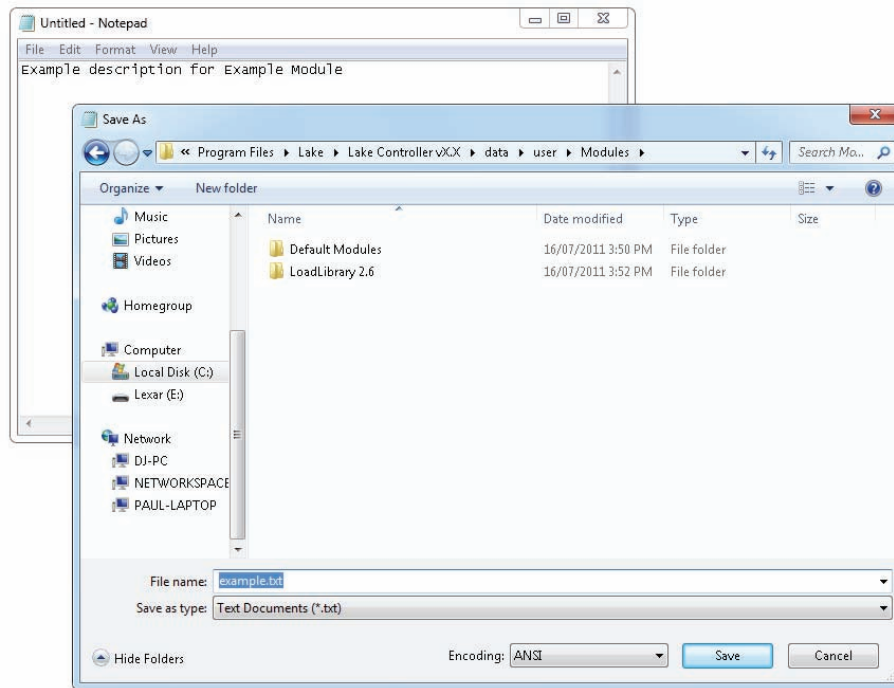 Untitled - Notepad
File Edit Format View Help
Example description for Example Module
Save As
« Program Files ▸ Lake ▸ Lake Controller vX.X ▸ data ▸ user ▸ Modules ▸ Search Mo...
Organize New folder
Name Date modified Type Size
Music
Pictures
Videos
Homegroup
Computer
Local Disk (C:)
Lexar (E:)
Network
DJ-PC
NETWORKSPACE
PAUL-LAPTOP
Default Modules 16/07/2011 3:50 PM File folder
LoadLibrary 2.6 16/07/2011 3:52 PM File folder
File name: example.txt
Save as type: Text Documents (*.txt)
Hide Folders Encoding: ANSI Save Cancel